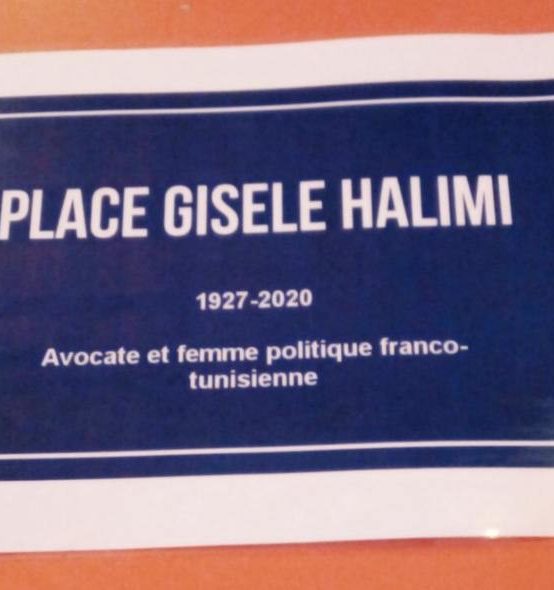 PLACE GISELE HALIMI
1927-2020
Avocate et femme politique franco-
tunisienne